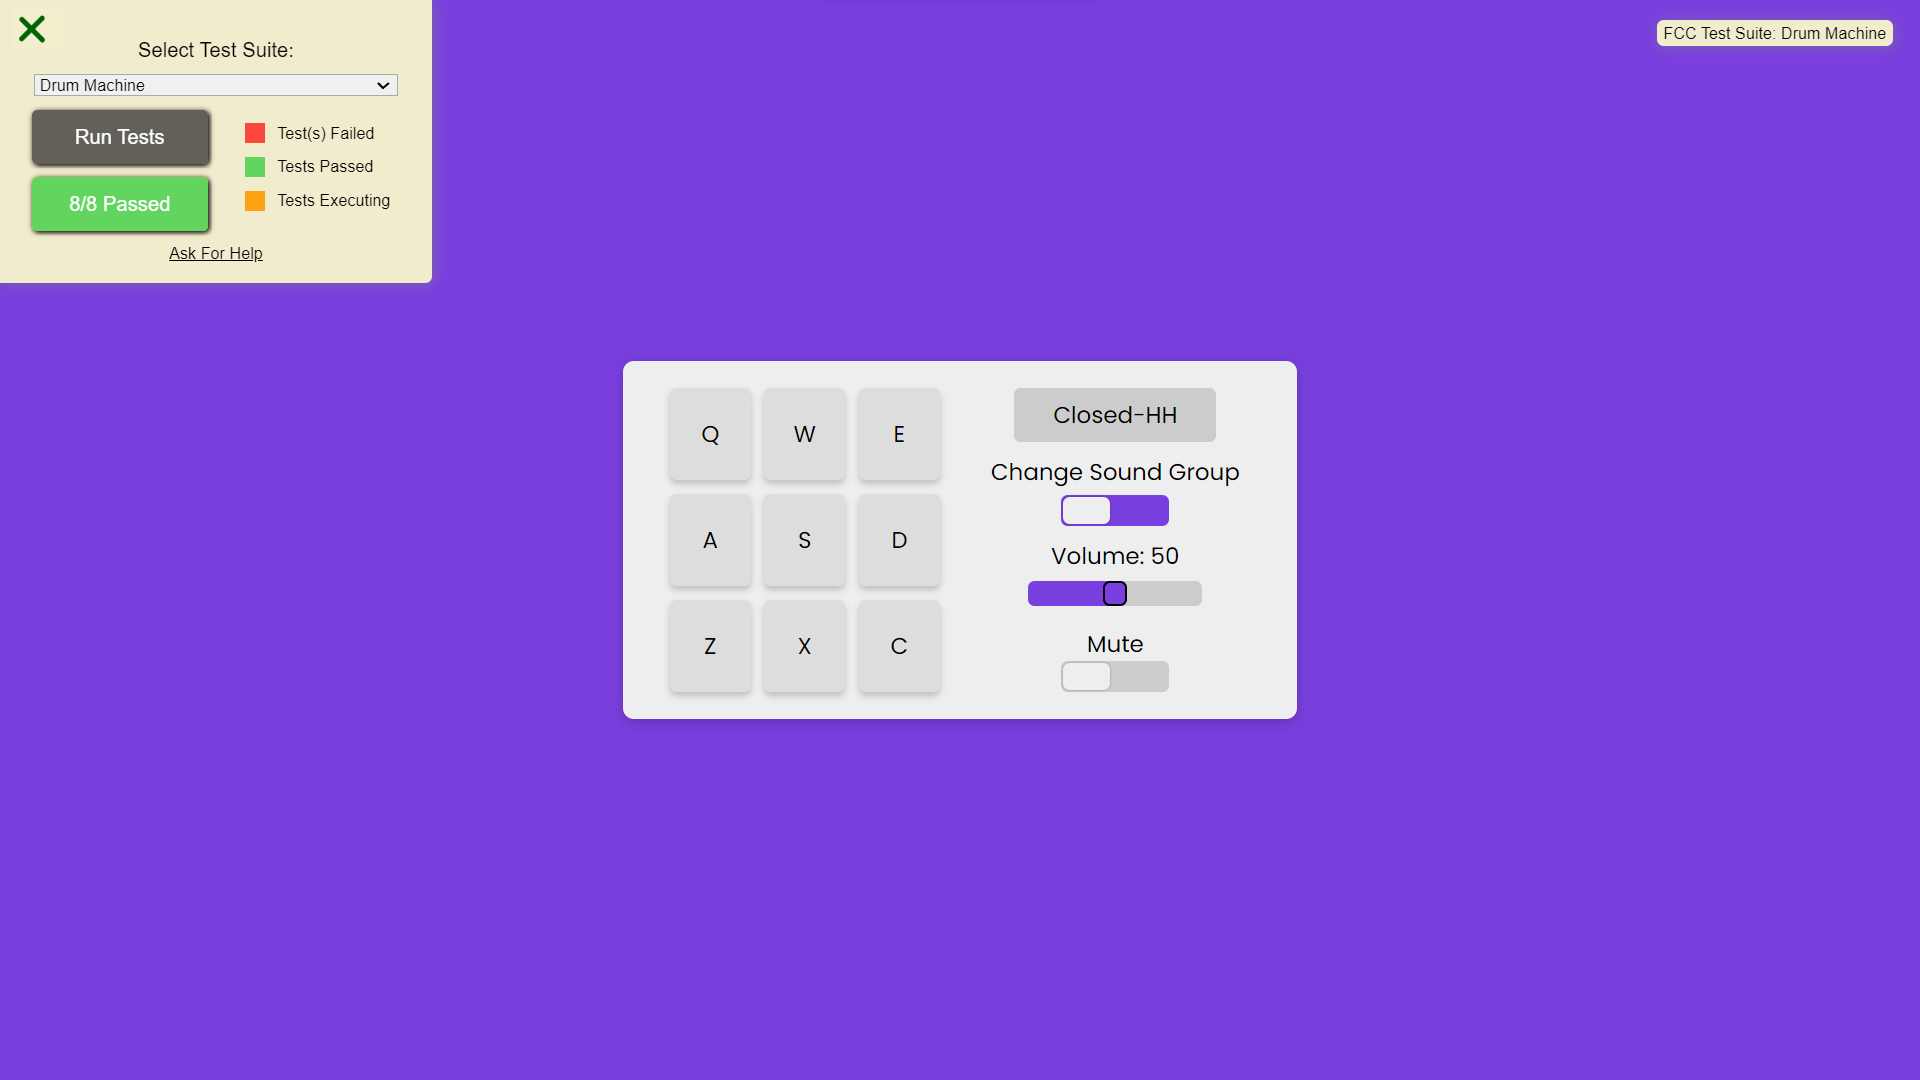 Select Test Suite:
Drum Machine
Run Tests
8/8 Passed
Test(s) Failed
Tests Passed
Tests Executing
Ask For Help
FCC Test Suite: Drum Machine
Q W E
A S D
Z X C
Closed-HH
Change Sound Group
Volume: 50
Mute